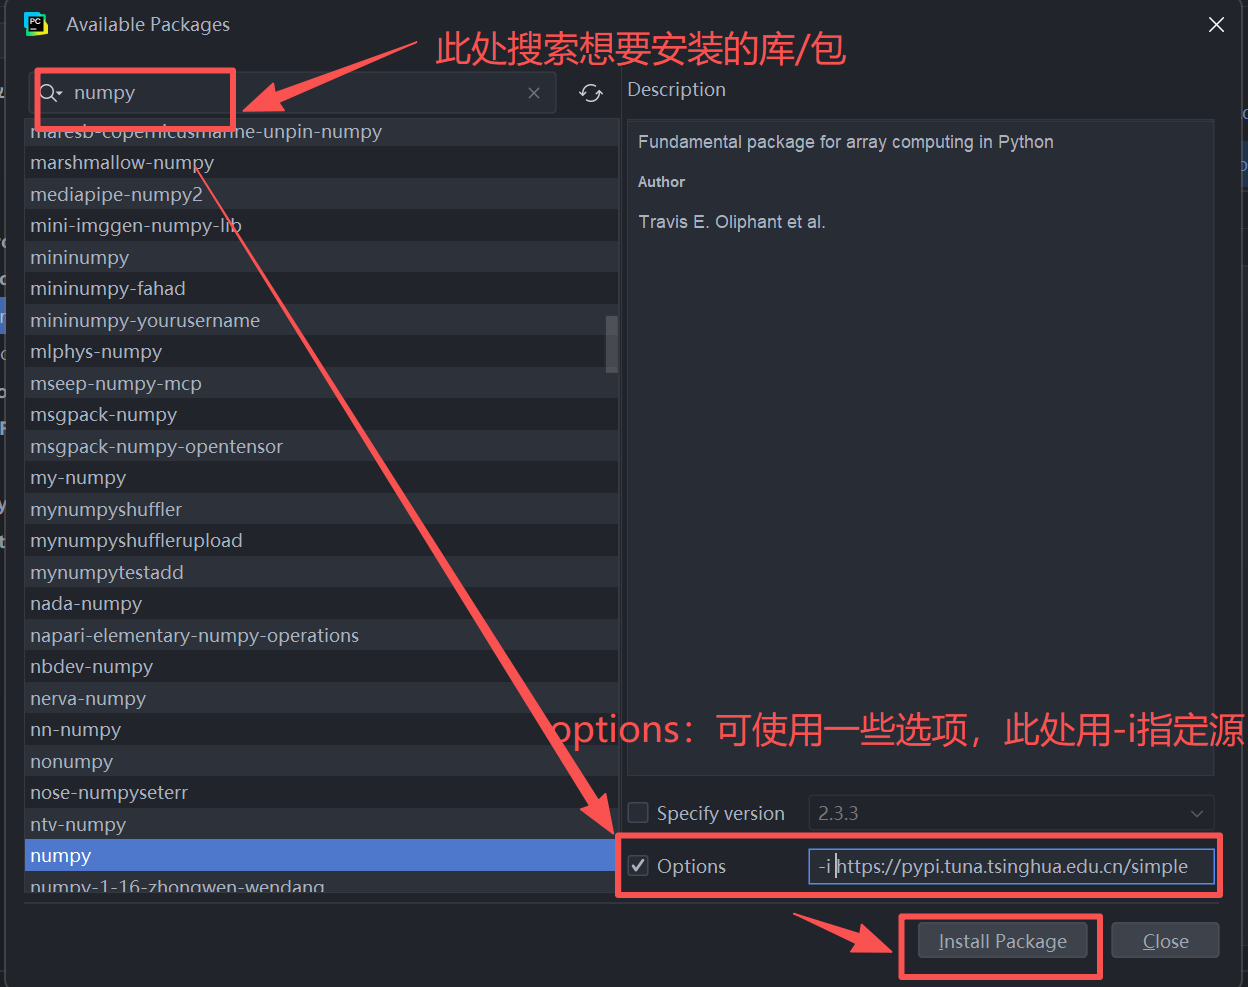 PC
Available Packages
此处搜索想要安装的库/包
numpy
Description
maresb-copernicusmarine-unpin-numpy
marshmallow-numpy
mediapipe-numpy2
mini-imggen-numpy-lib
mininumpy
mininumpy-fahad
mininumpy-yourusername
mlphys-numpy
mseep-numpy-mcp
msgpack-numpy
msgpack-numpy-opentensor
my-numpy
mynumpyshuffler
mynumpyshufflerupload
mynumpytestadd
nada-numpy
napari-elementary-numpy-operations
nbdev-numpy
nerva-numpy
nn-numpy
nonumpy
nose-numpyseterr
ntv-numpy
numpy
numpy-1-16-zhongwen-wendang
Fundamental package for array computing in Python
Author
Travis E. Oliphant et al.
options：可使用一些选项，此处用-i指定源
Specify version
2.3.3
Options
-i https://pypi.tuna.tsinghua.edu.cn/simple
Install Package
Close